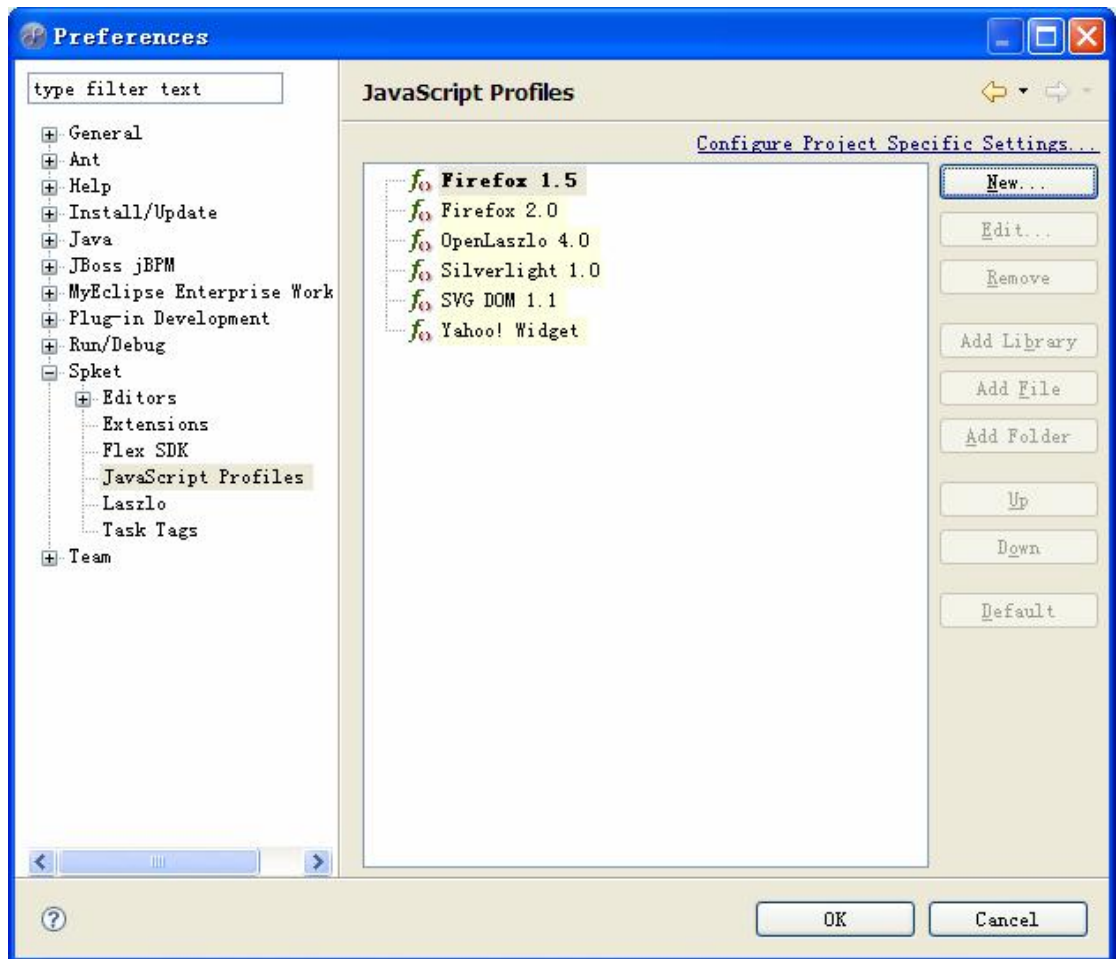 Preferences
type filter text
General
Ant
Help
Install/Update
Java
JBoss jBPM
MyEclipse Enterprise Work
Plug-in Development
Run/Debug
Spket
Editors
Extensions
Flex SDK
JavaScript Profiles
Laszlo
Task Tags
Team
JavaScript Profiles
Configure Project Specific Settings...
Firefox 1.5
Firefox 2.0
OpenLaszlo 4.0
Silverlight 1.0
SVG DOM 1.1
Yahoo! Widget
New...
Edit...
Remove
Add Library
Add File
Add Folder
Up
Down
Default
OK
Cancel